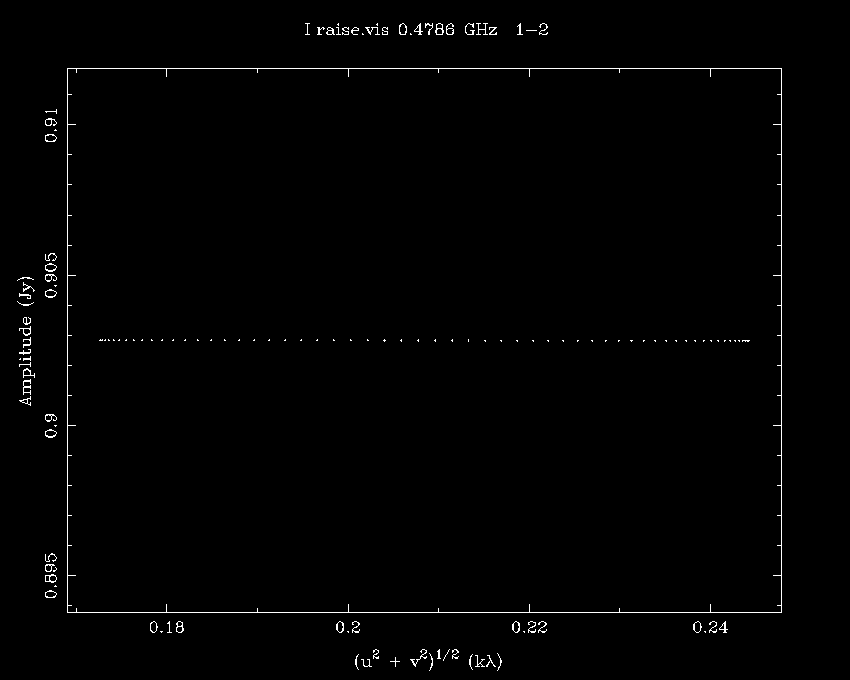 I raise.vis 0.4786 GHz 1−2
0.91
0.905
0.9
0.895
Amplitude (Jy)
0.18 0.2 0.22 0.24
(u² + v²)¹/² (kλ)